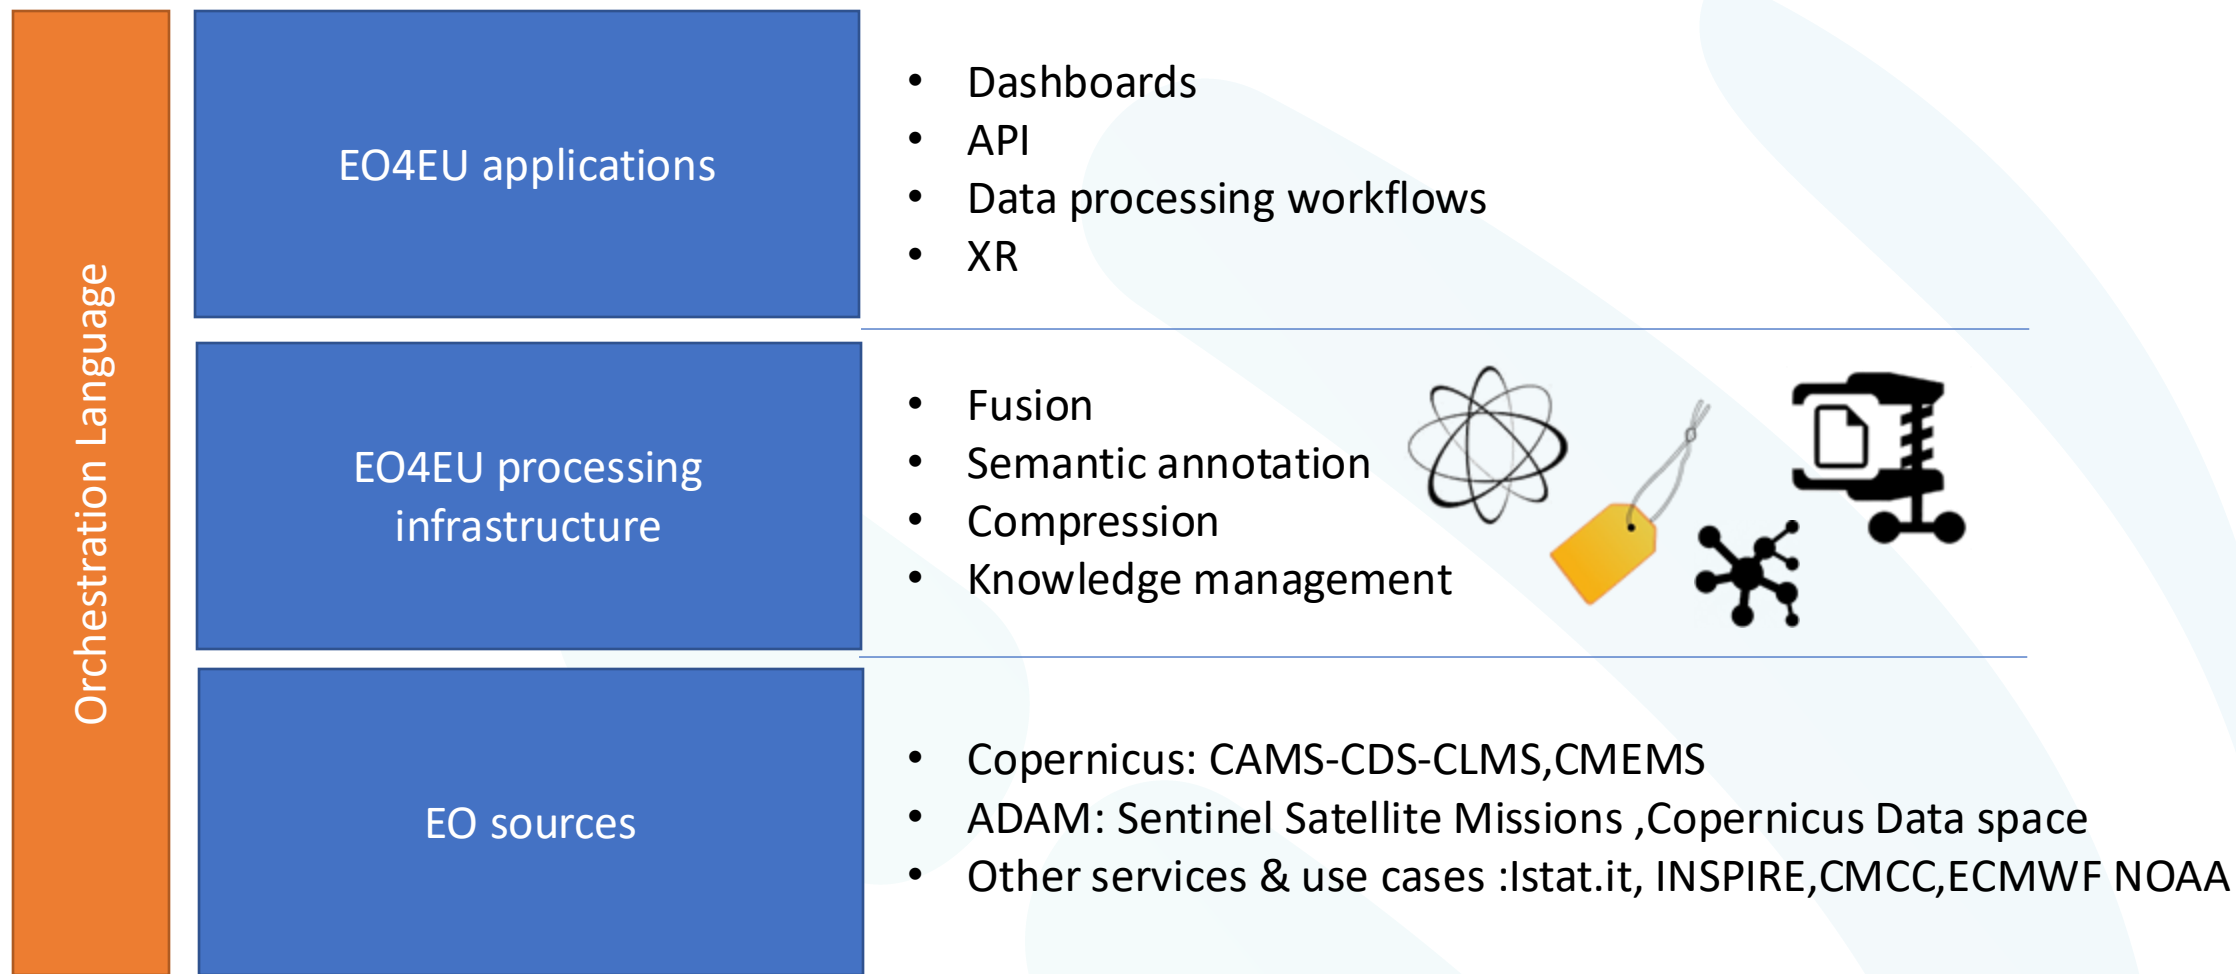 Orchestration Language
EO4EU applications
• Dashboards
• API
• Data processing workflows
• XR
EO4EU processing
infrastructure
• Fusion
• Semantic annotation
• Compression
• Knowledge management
EO sources
• Copernicus: CAMS-CDS-CLMS,CMEMS
• ADAM: Sentinel Satellite Missions ,Copernicus Data space
• Other services & use cases :Istat.it, INSPIRE,CMCC,ECMWF NOAA